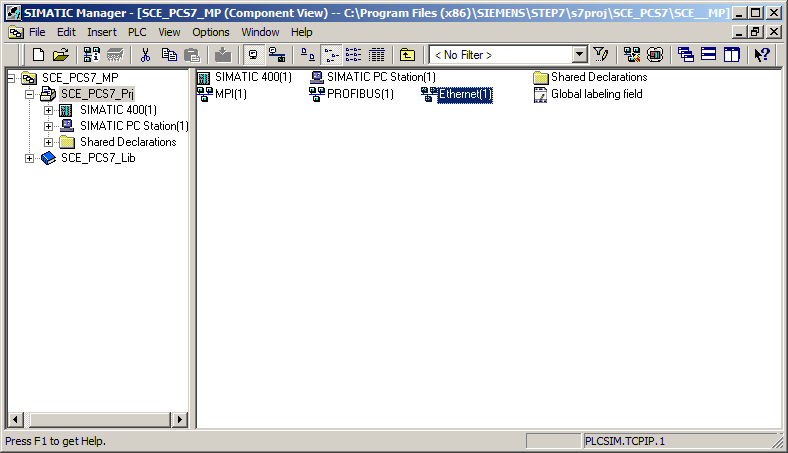 SIMATIC Manager - [SCE_PCS7_MP (Component View) -- C:\Program Files (x86)\SIEMENS\STEP7\s7proj\SCE_PCS7\SCE__MP]
File Edit Insert PLC View Options Window Help
< No Filter >
SCE_PCS7_MP
SCE_PCS7_Prj
SIMATIC 400(1)
SIMATIC PC Station(1)
Shared Declarations
SCE_PCS7_Lib
SIMATIC 400(1) SIMATIC PC Station(1) Shared Declarations
MPI(1) PROFIBUS(1) Ethernet(1) Global labeling field
Press F1 to get Help. PLCSIM.TCPIP.1